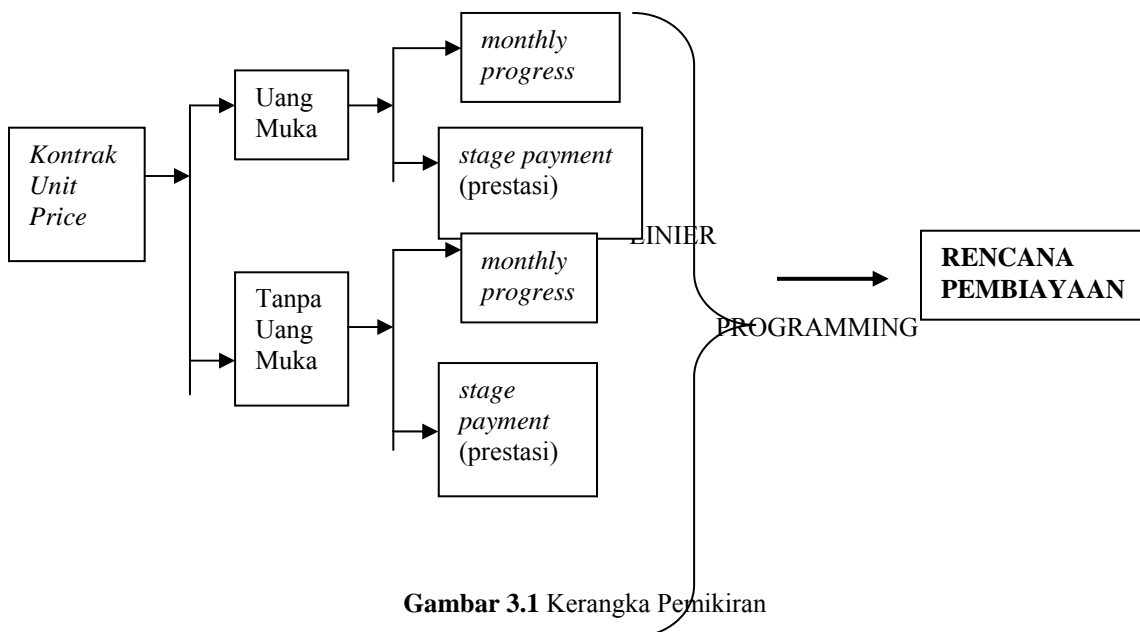 Kontrak
Unit
Price
Uang
Muka
monthly
progress
stage payment
(prestasi)
Tanpa
Uang
Muka
monthly
progress
stage
payment
(prestasi)
LINIER
PROGRAMMING
RENCANA
PEMBIAYAAN
Gambar 3.1 Kerangka Pemikiran